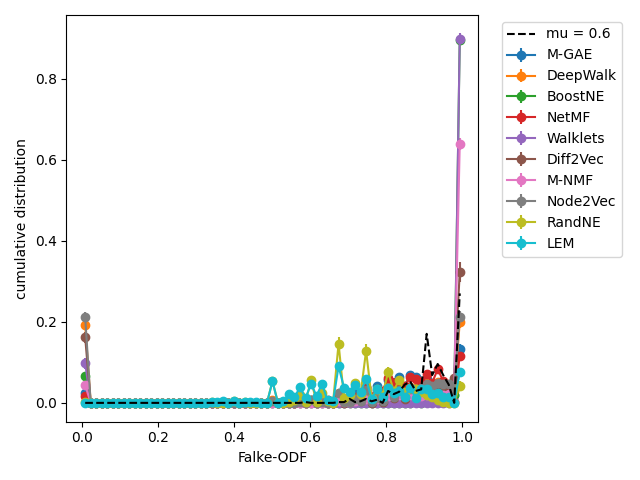 mu = 0.6
M-GAE
DeepWalk
BoostNE
NetMF
Walklets
Diff2Vec
M-NMF
Node2Vec
RandNE
LEM
cumulative distribution
0.8
0.6
0.4
0.2
0.0
0.0 0.2 0.4 0.6 0.8 1.0
Falke-ODF